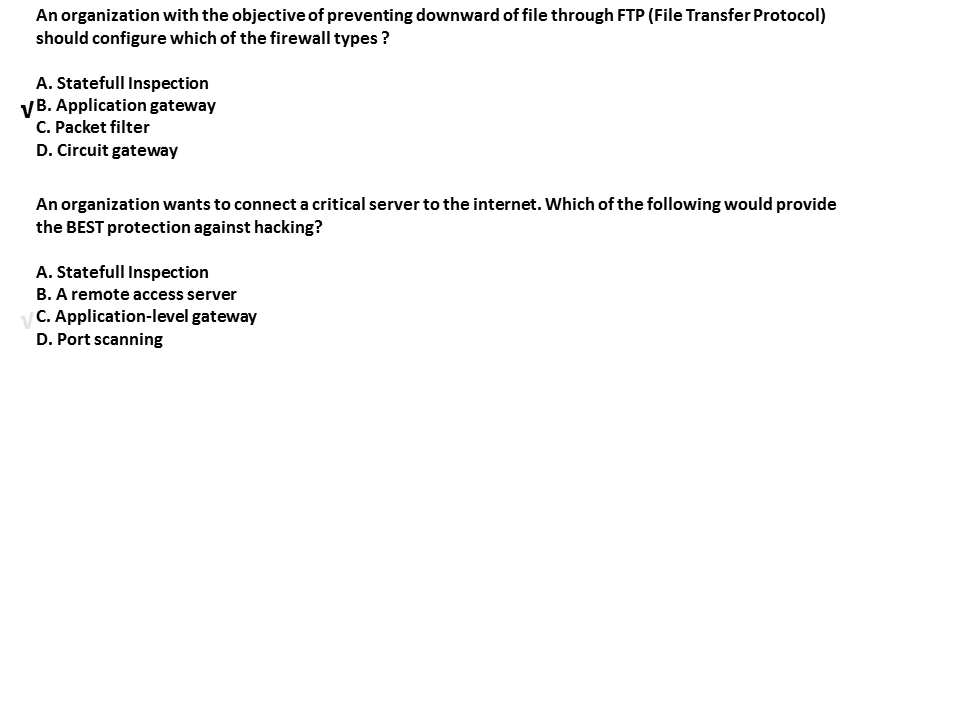 An organization with the objective of preventing downward of file through FTP (File Transfer Protocol)
should configure which of the firewall types ?
A. Statefull Inspection
√ B. Application gateway
C. Packet filter
D. Circuit gateway
An organization wants to connect a critical server to the internet. Which of the following would provide
the BEST protection against hacking?
A. Statefull Inspection
B. A remote access server
√ C. Application-level gateway
D. Port scanning